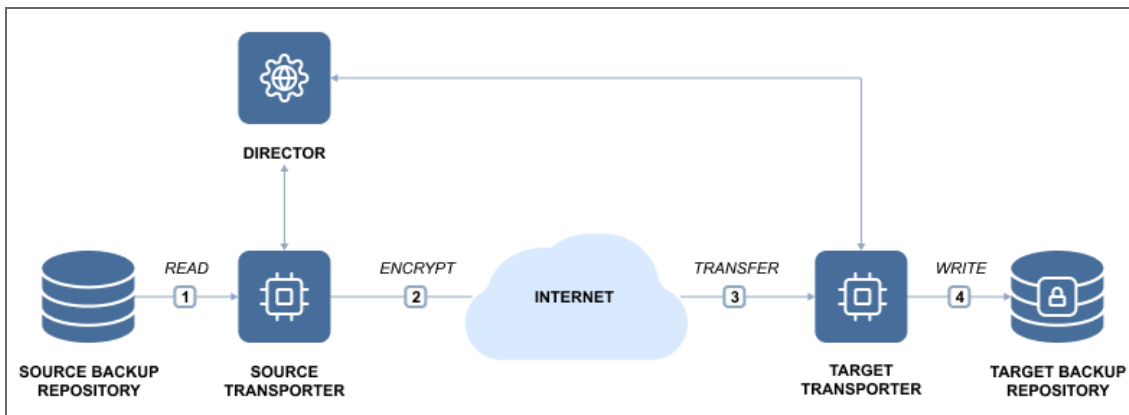 DIRECTOR
READ
1
ENCRYPT
2
INTERNET
TRANSFER
3
WRITE
4
SOURCE BACKUP
REPOSITORY
SOURCE
TRANSPORTER
TARGET
TRANSPORTER
TARGET BACKUP
REPOSITORY